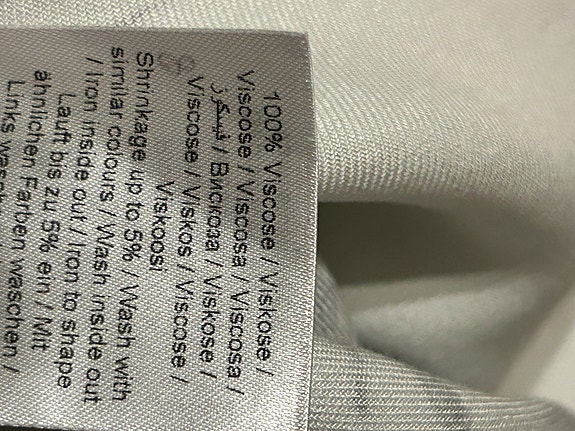 100% Viscose / Viskose /
Viscose / Viscosa / Viscosa /
فيسكوز / Вискоза / Viskose /
Viscose / Viskos / Viscose /
Viskoosi
Shrinkage up to 5% / Wash with
similar colours / Wash inside out
/ Iron inside out / Iron to shape
Läuft bis zu 5% ein / Mit
ähnlichen Farben waschen /
Links